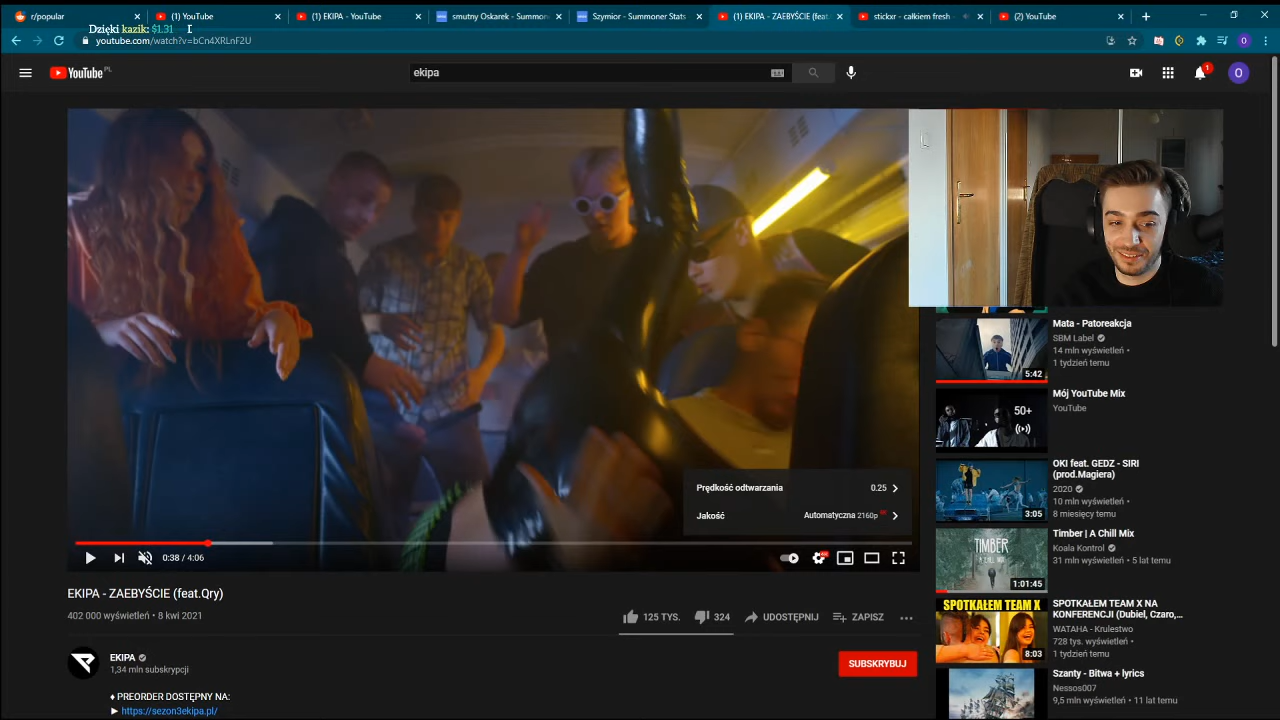 r/popular
(1) YouTube
(1) EKIPA - YouTube
smutny Oskarek - Summon
Szymior - Summoner Stats
(1) EKIPA - ZAEBYŚCIE (feat.
stickxr - całkiem fresh -
(2) YouTube
Dzięki kazik: $1.31
youtube.com/watch?v=bCn4XRLnF2U
YouTube PL
ekipa
1
O
Prędkość odtwarzania 0.25
Jakość Automatyczna 2160p
0:38 / 4:06
EKIPA - ZAEBYŚCIE (feat.Qry)
402 000 wyświetleń • 8 kwi 2021
125 TYS. 324 UDOSTĘPNIJ ZAPISZ
EKIPA
1,34 mln subskrypcji
SUBSKRYBUJ
♦ PREORDER DOSTĘPNY NA:
► https://sezon3ekipa.pl/
Mata - Patoreakcja
SBM Label
14 mln wyświetleń •
1 tydzień temu
5:42
Mój YouTube Mix
YouTube
50+
OKI feat. GEDZ - SIRI
(prod.Magiera)
2020
10 mln wyświetleń •
8 miesięcy temu
3:05
Timber | A Chill Mix
Koala Kontrol
31 mln wyświetleń • 5 lat temu
TIMBER
1:01:45
SPOTKAŁEM TEAM X NA
KONFERENCJI (Dubiel, Czaro,...
WATAHA - Krulestwo
728 tys. wyświetleń •
1 tydzień temu
SPOTKAŁEM TEAM X
8:03
Szanty - Bitwa + lyrics
Nessos007
9,5 mln wyświetleń • 11 lat temu